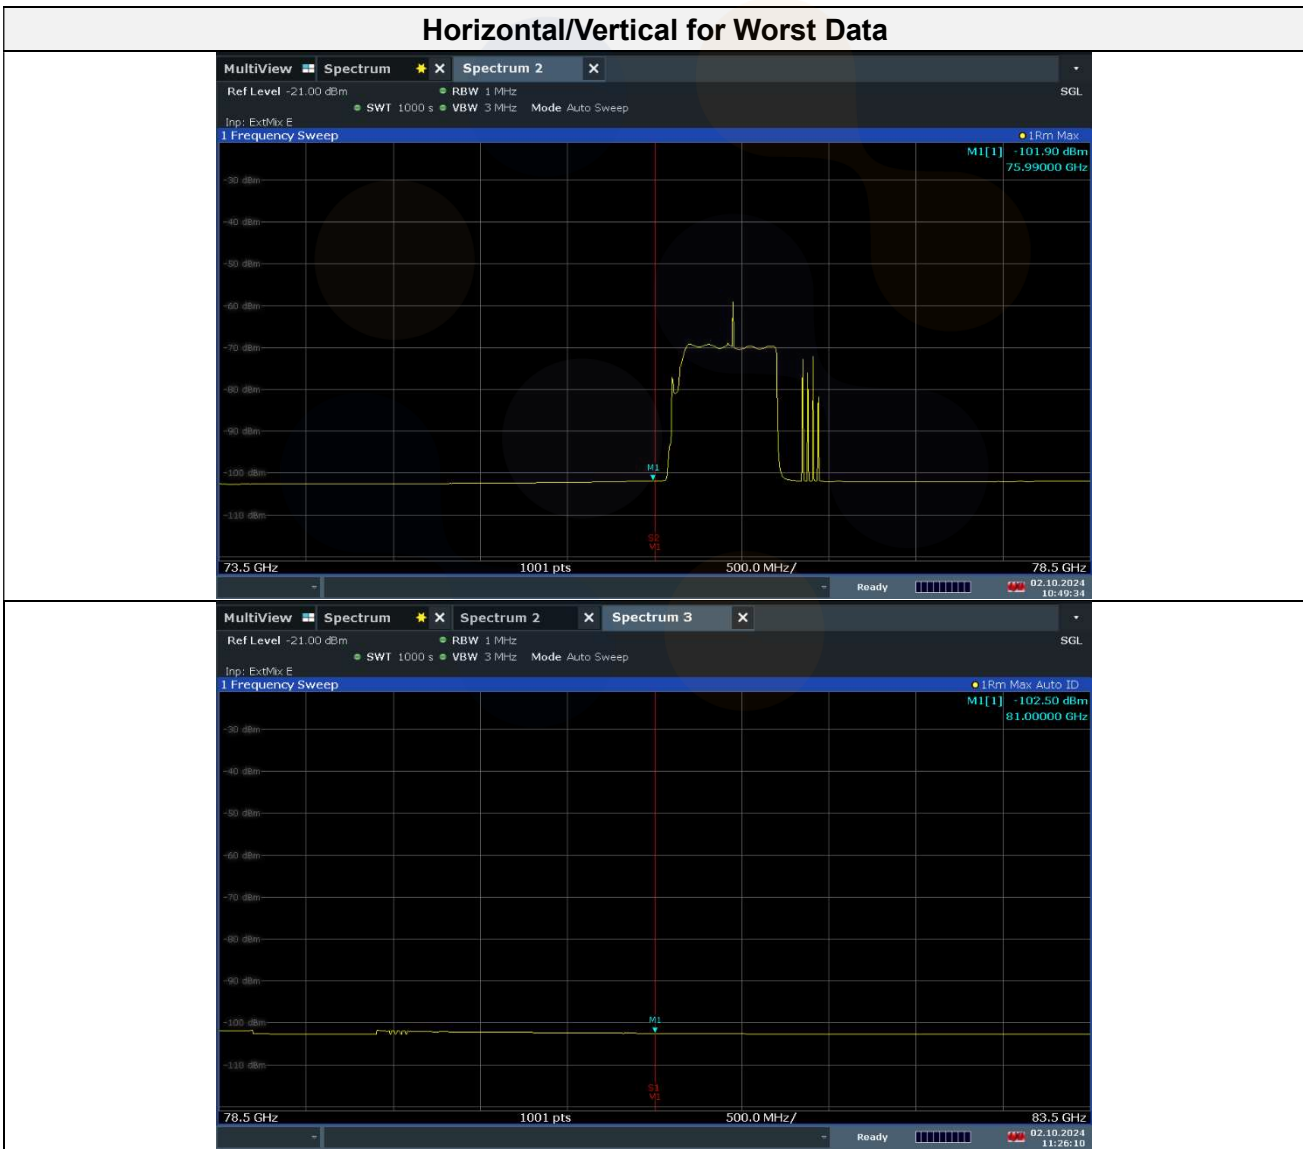 Horizontal/Vertical for Worst Data
MultiView Spectrum X Spectrum 2 X
Ref Level -21.00 dBm RBW 1 MHz SGL
SWT 1000 s VBW 3 MHz Mode Auto Sweep
Inp: ExtMix E
1 Frequency Sweep 1Rm Max
M1[1] -101.90 dBm
75.99000 GHz
-30 dBm
-40 dBm
-50 dBm
-60 dBm
-70 dBm
-80 dBm
-90 dBm
M1
-100 dBm
-110 dBm
S2
V1
73.5 GHz 1001 pts 500.0 MHz/ 78.5 GHz
Ready 02.10.2024
10:49:34
MultiView Spectrum X Spectrum 2 X Spectrum 3 X
Ref Level -21.00 dBm RBW 1 MHz SGL
SWT 1000 s VBW 3 MHz Mode Auto Sweep
Inp: ExtMix E
1 Frequency Sweep 1Rm Max Auto ID
M1[1] -102.50 dBm
81.00000 GHz
-30 dBm
-40 dBm
-50 dBm
-60 dBm
-70 dBm
-80 dBm
-90 dBm
M1
-100 dBm
-110 dBm
S1
V1
78.5 GHz 1001 pts 500.0 MHz/ 83.5 GHz
Ready 02.10.2024
11:26:10